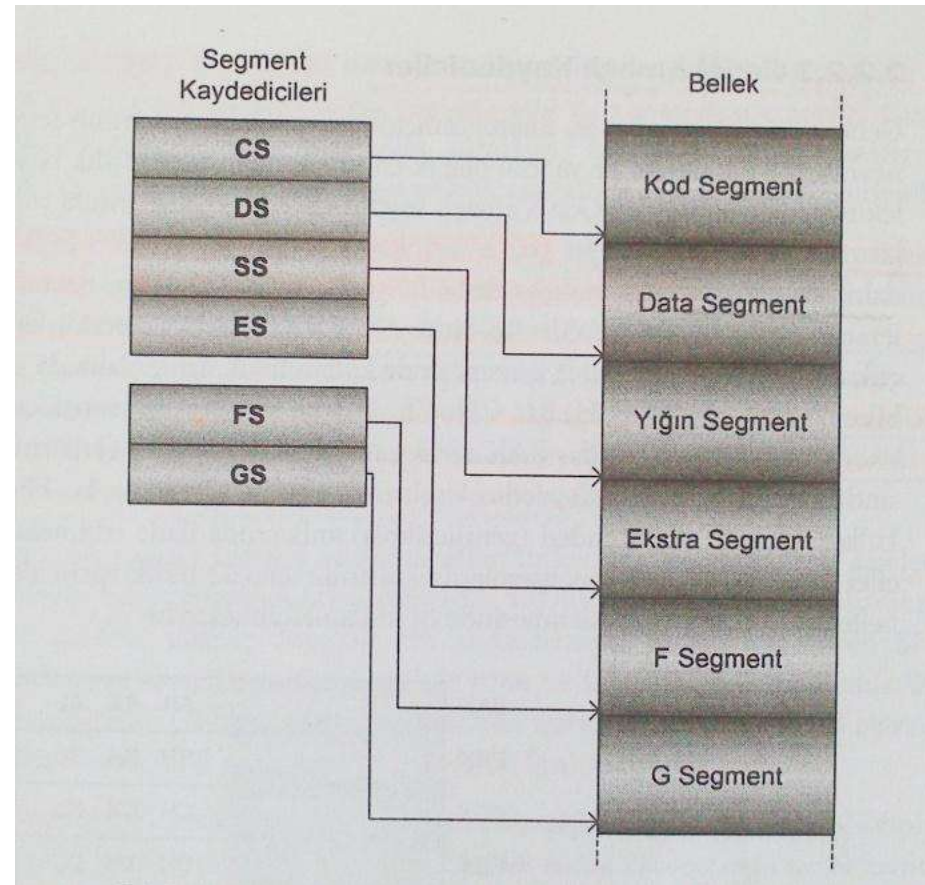 Segment
Kaydedicileri
CS
DS
SS
ES
FS
GS
Bellek
Kod Segment
Data Segment
Yığın Segment
Ekstra Segment
F Segment
G Segment